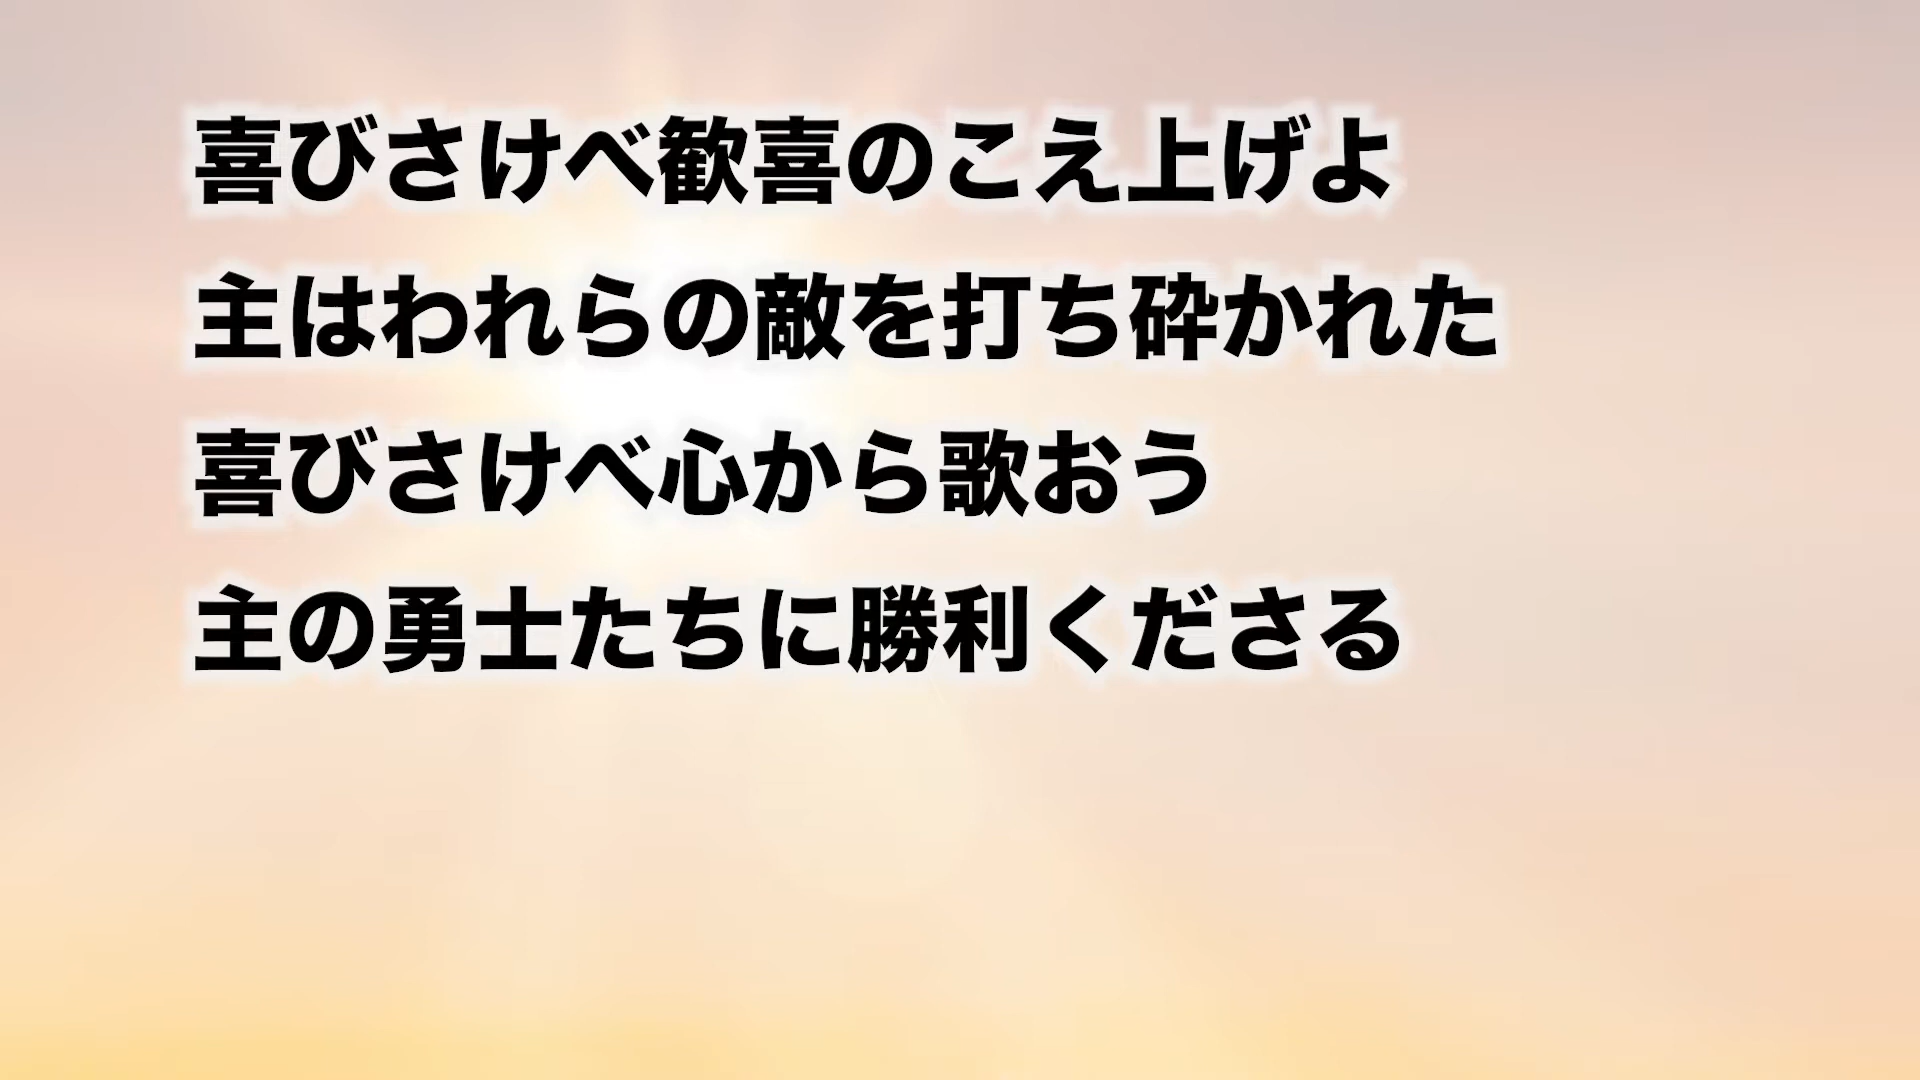 喜びさけべ歓喜のこえ上げよ
主はわれらの敵を打ち砕かれた
喜びさけべ心から歌おう
主の勇士たちに勝利くださる